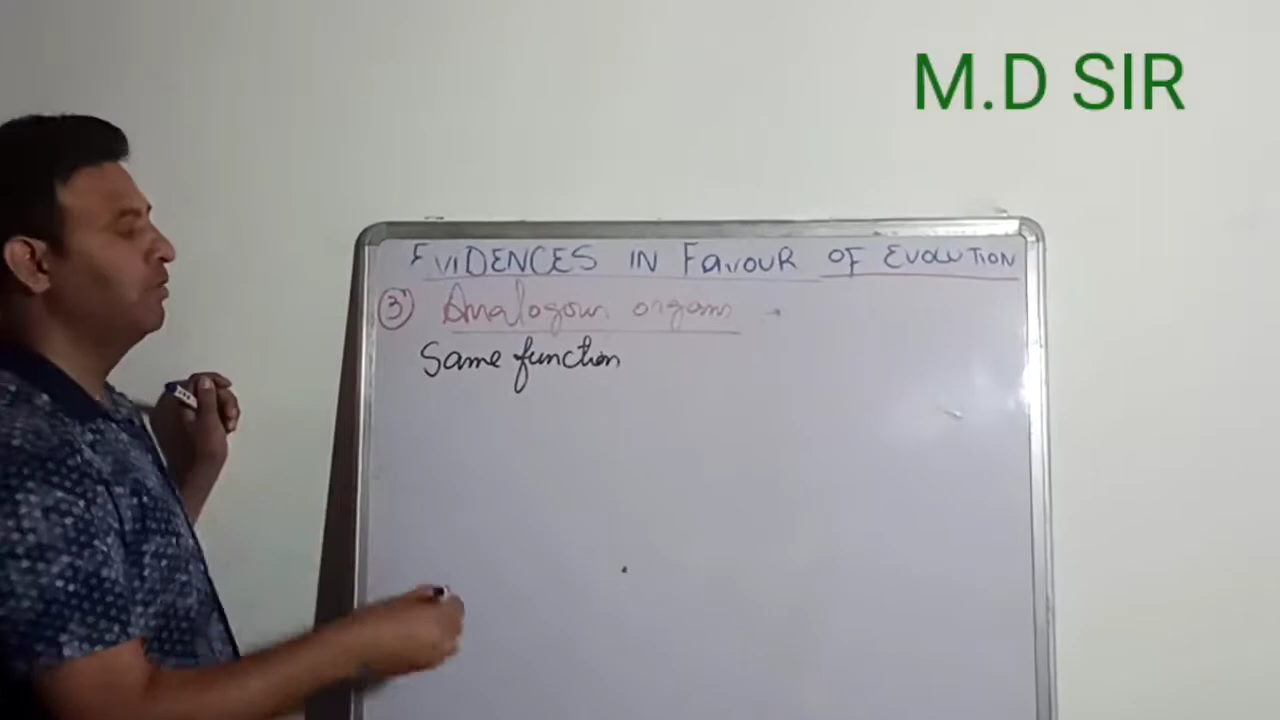 M.D SIR
EVIDENCES IN FAVOUR OF EVOLUTION
3 Analogous organs
Same function